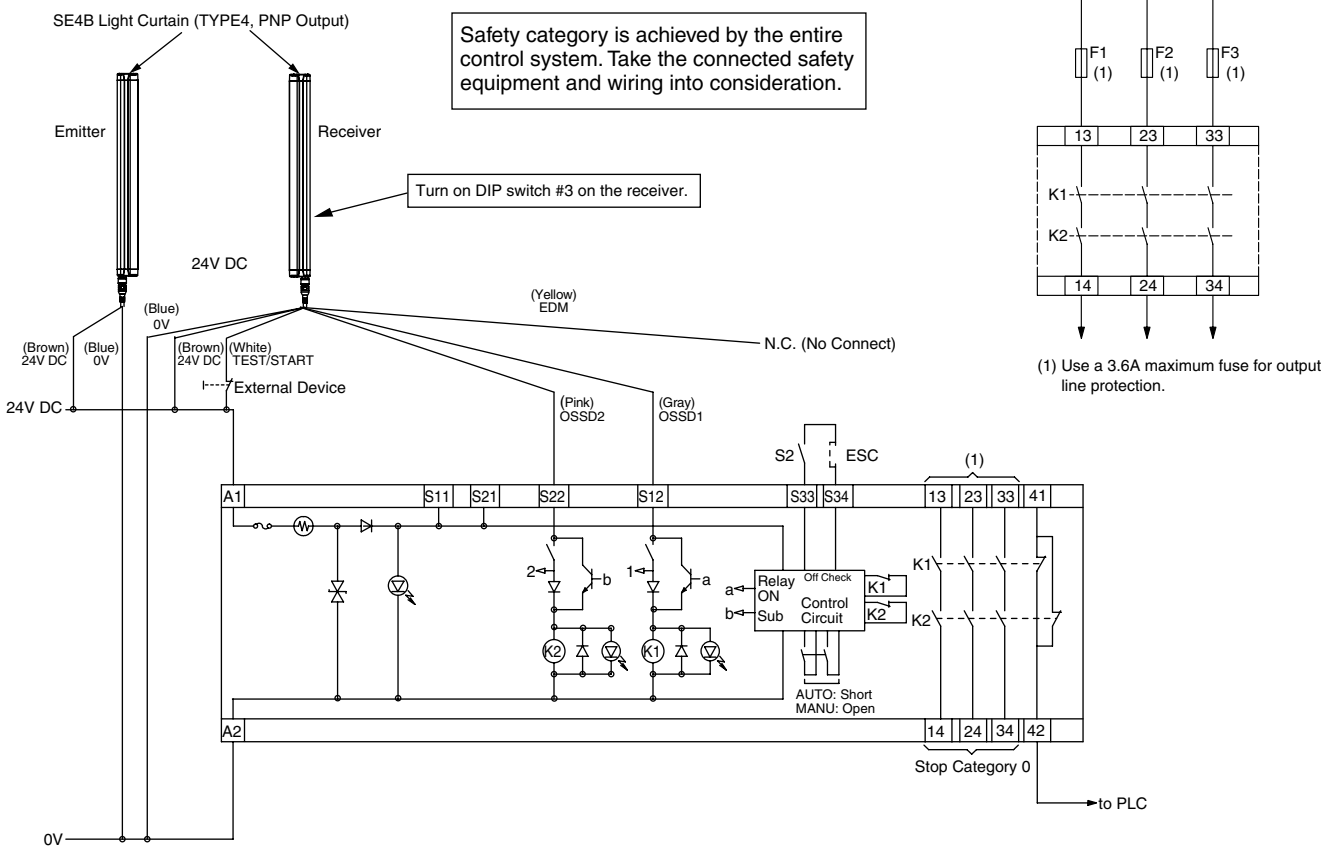 SE4B Light Curtain (TYPE4, PNP Output)
Safety category is achieved by the entire
control system. Take the connected safety
equipment and wiring into consideration.
F1
(1)
F2
(1)
F3
(1)
Emitter
Receiver
13 23 33
Turn on DIP switch #3 on the receiver.
K1
K2
24V DC
14 24 34
(Yellow)
EDM
(Blue)
0V
(Brown)
24V DC
(Blue)
0V
(Brown)
24V DC
(White)
TEST/START
N.C. (No Connect)
(1) Use a 3.6A maximum fuse for output
line protection.
External Device
24V DC
(Pink)
OSSD2
(Gray)
OSSD1
S2
ESC
(1)
A1 S11 S21 S22 S12 S33 S34 13 23 33 41
2
b
1
a
a
b
Relay
ON
Sub
Off Check
Control
Circuit
K1
K2
K1
K2
K2
K1
AUTO: Short
MANU: Open
A2 14 24 34 42
Stop Category 0
to PLC
0V